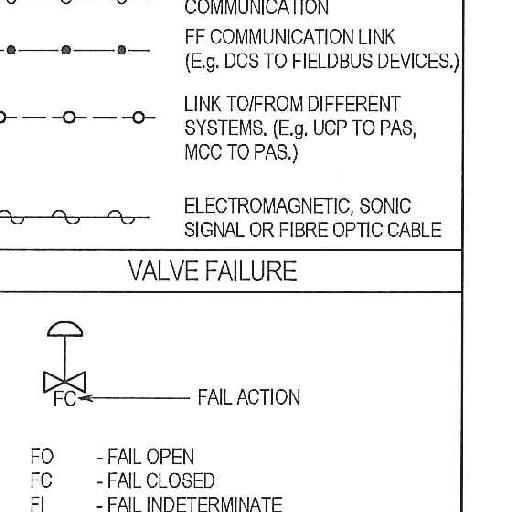 COMMUNICATION
FF COMMUNICATION LINK
(E.g. DCS TO FIELDBUS DEVICES.)
LINK TO/FROM DIFFERENT
SYSTEMS. (E.g. UCP TO PAS,
MCC TO PAS.)
ELECTROMAGNETIC, SONIC
SIGNAL OR FIBRE OPTIC CABLE
VALVE FAILURE
FC
FAIL ACTION
FO - FAIL OPEN
FC - FAIL CLOSED
FI - FAIL INDETERMINATE